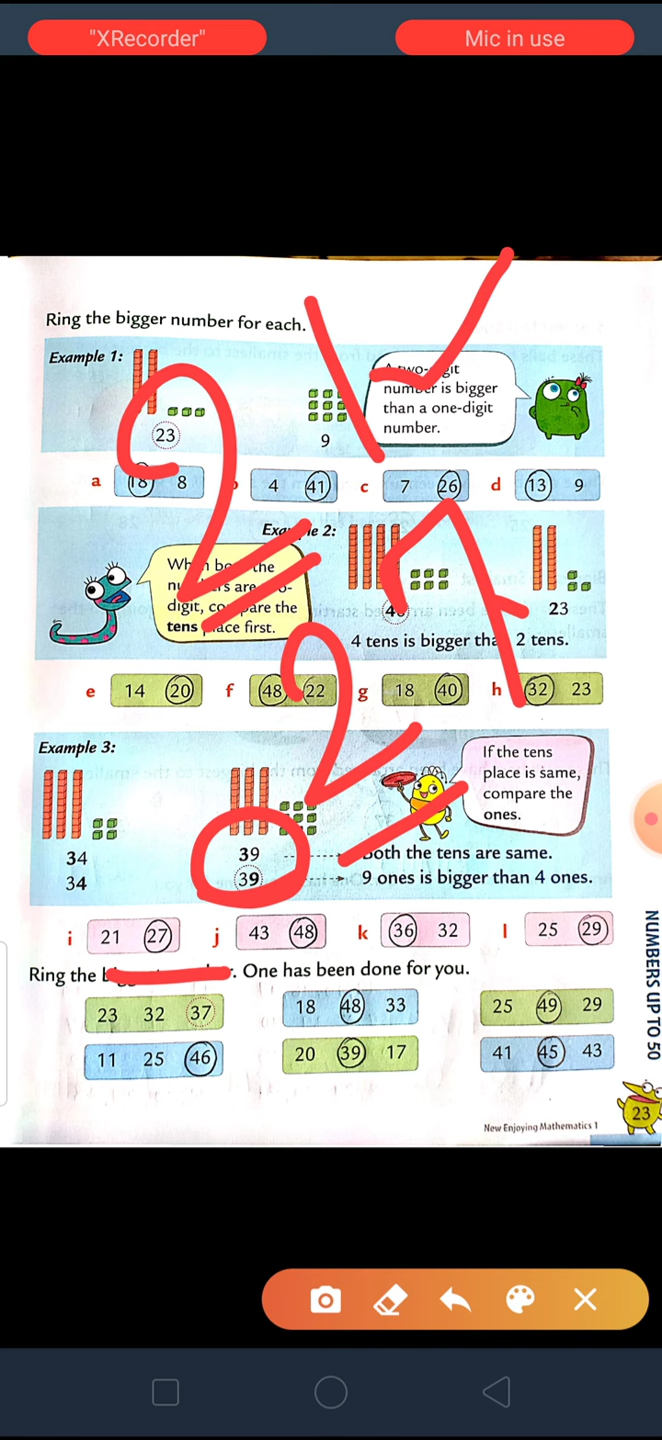 "XRecorder" Mic in use
Ring the bigger number for each.
Example 1:
number is bigger
than a one-digit
number.
23 9
a 18 8
4 41
c 7 26
d 13 9
2:
the
digit, the
tens place first.
23
4 tens is bigger 2 tens.
e 14 20
f 48 22
g 18 40
h 32 23
Example 3:
If the tens
place is same,
compare the
ones.
34 39 both the tens are same.
34 39 9 ones is bigger than 4 ones.
i 21 27
j 43 48
k 36 32
l 25 29
Ring the . One has been done for you.
23 32 37
18 48 33
25 49 29
11 25 46
20 39 17
41 45 43
NUMBERS UP TO 50
23
New Enjoying Mathematics 1